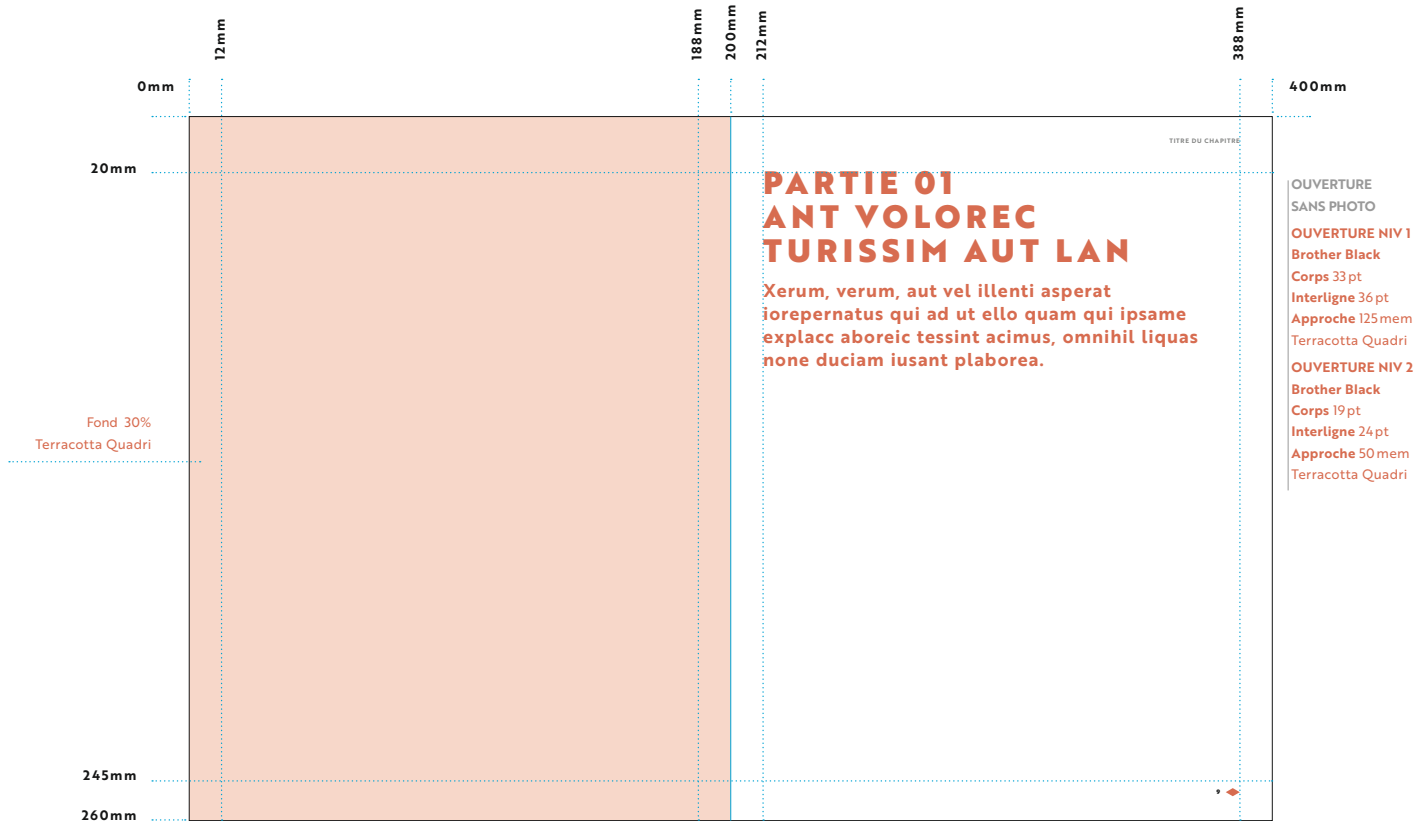 12mm
188mm
200mm
212mm
388mm
0mm
400mm
20mm
245mm
260mm
Fond 30%
Terracotta Quadri
TITRE DU CHAPITRE
PARTIE 01
ANT VOLOREC
TURISSIM AUT LAN
Xerum, verum, aut vel illenti asperat
iorepernatus qui ad ut ello quam qui ipsame
explacc aboreic tessint acimus, omnihil liquas
none duciam iusant plaborea.
9
OUVERTURE
SANS PHOTO
OUVERTURE NIV 1
Brother Black
Corps 33 pt
Interligne 36 pt
Approche 125 mem
Terracotta Quadri
OUVERTURE NIV 2
Brother Black
Corps 19 pt
Interligne 24 pt
Approche 50 mem
Terracotta Quadri